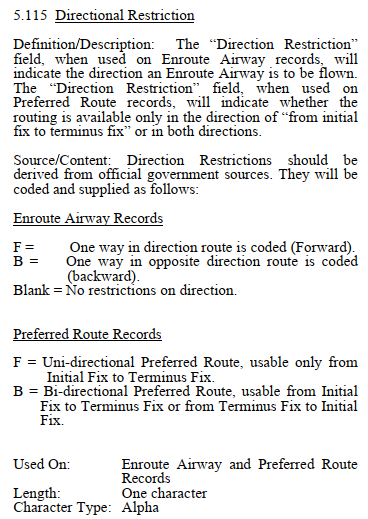 5.115 Directional Restriction
Definition/Description: The “Direction Restriction”
field, when used on Enroute Airway records, will
indicate the direction an Enroute Airway is to be flown.
The “Direction Restriction” field, when used on
Preferred Route records, will indicate whether the
routing is available only in the direction of “from initial
fix to terminus fix” or in both directions.
Source/Content: Direction Restrictions should be
derived from official government sources. They will be
coded and supplied as follows:
Enroute Airway Records
F = One way in direction route is coded (Forward).
B = One way in opposite direction route is coded
(backward).
Blank = No restrictions on direction.
Preferred Route Records
F = Uni-directional Preferred Route, usable only from
Initial Fix to Terminus Fix.
B = Bi-directional Preferred Route, usable from Initial
Fix to Terminus Fix or from Terminus Fix to Initial
Fix.
Used On: Enroute Airway and Preferred Route
Records
Length: One character
Character Type: Alpha